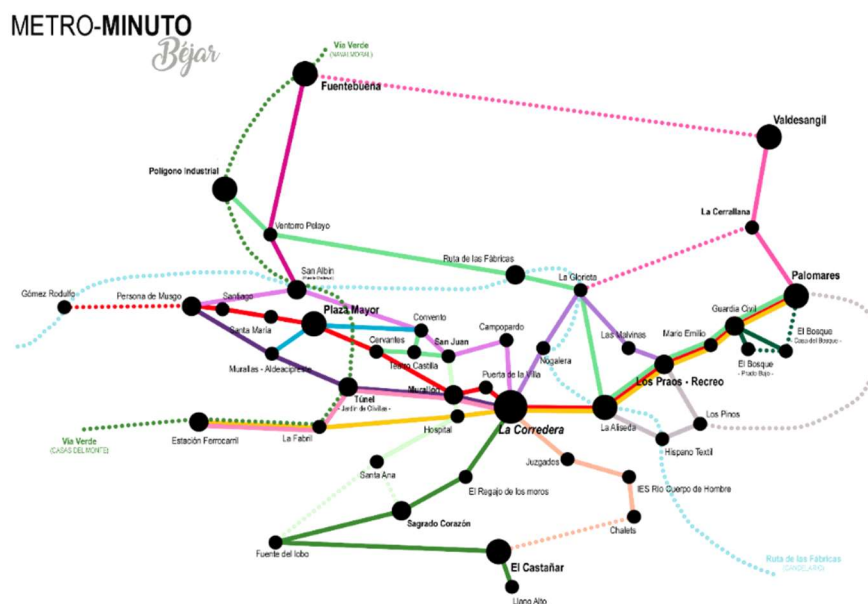 METRO-MINUTO
Béjar
Vía Verde
(NAVALMORAL)
Fuentebuena
Valdesangil
Polígono Industrial
La Cerrallana
Ventorro Pelayo
Ruta de las Fábricas
San Albín
La Glorieta
Palomares
Gómez Rodulfo
Persona de Musgo
Santiago
Plaza Mayor
Convento
Campopardo
Guardia Civil
Santa María
San Juan
Las Malvinas
Mario Emilio
El Bosque
- Casa del Bosque -
Cervantes
Teatro Castilla
Nogalera
El Bosque
- Prado Bajo -
Murallas - Aldeacipreste
Puerta de la Villa
Los Praos - Recreo
Murallón
Túnel
- Jardín de Olivillas -
La Corredera
La Aliseda
Los Pinos
Vía Verde
(CASAS DEL MONTE)
Estación Ferrocarril
La Fabril
Hospital
Hispano Textil
Santa Ana
Juzgados
El Regajo de los moros
IES Río Cuerpo de Hombre
Sagrado Corazón
Chalets
Fuente del lobo
El Castañar
Ruta de las Fábricas
(CANDELARIO)
Llano Alto